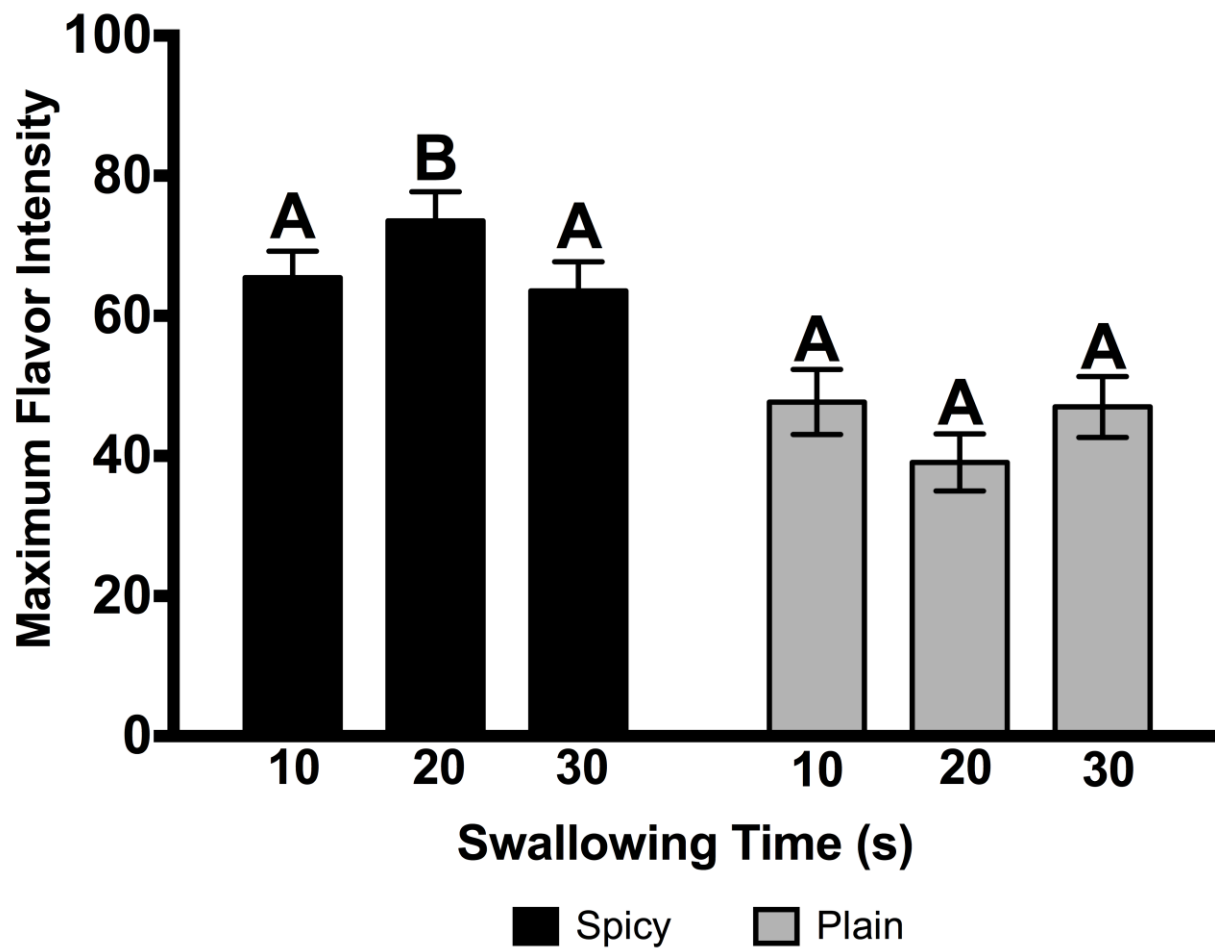 Maximum Flavor Intensity
100
80
60
40
20
0
A
B
A
A
A
A
10 20 30 10 20 30
Swallowing Time (s)
Spicy Plain